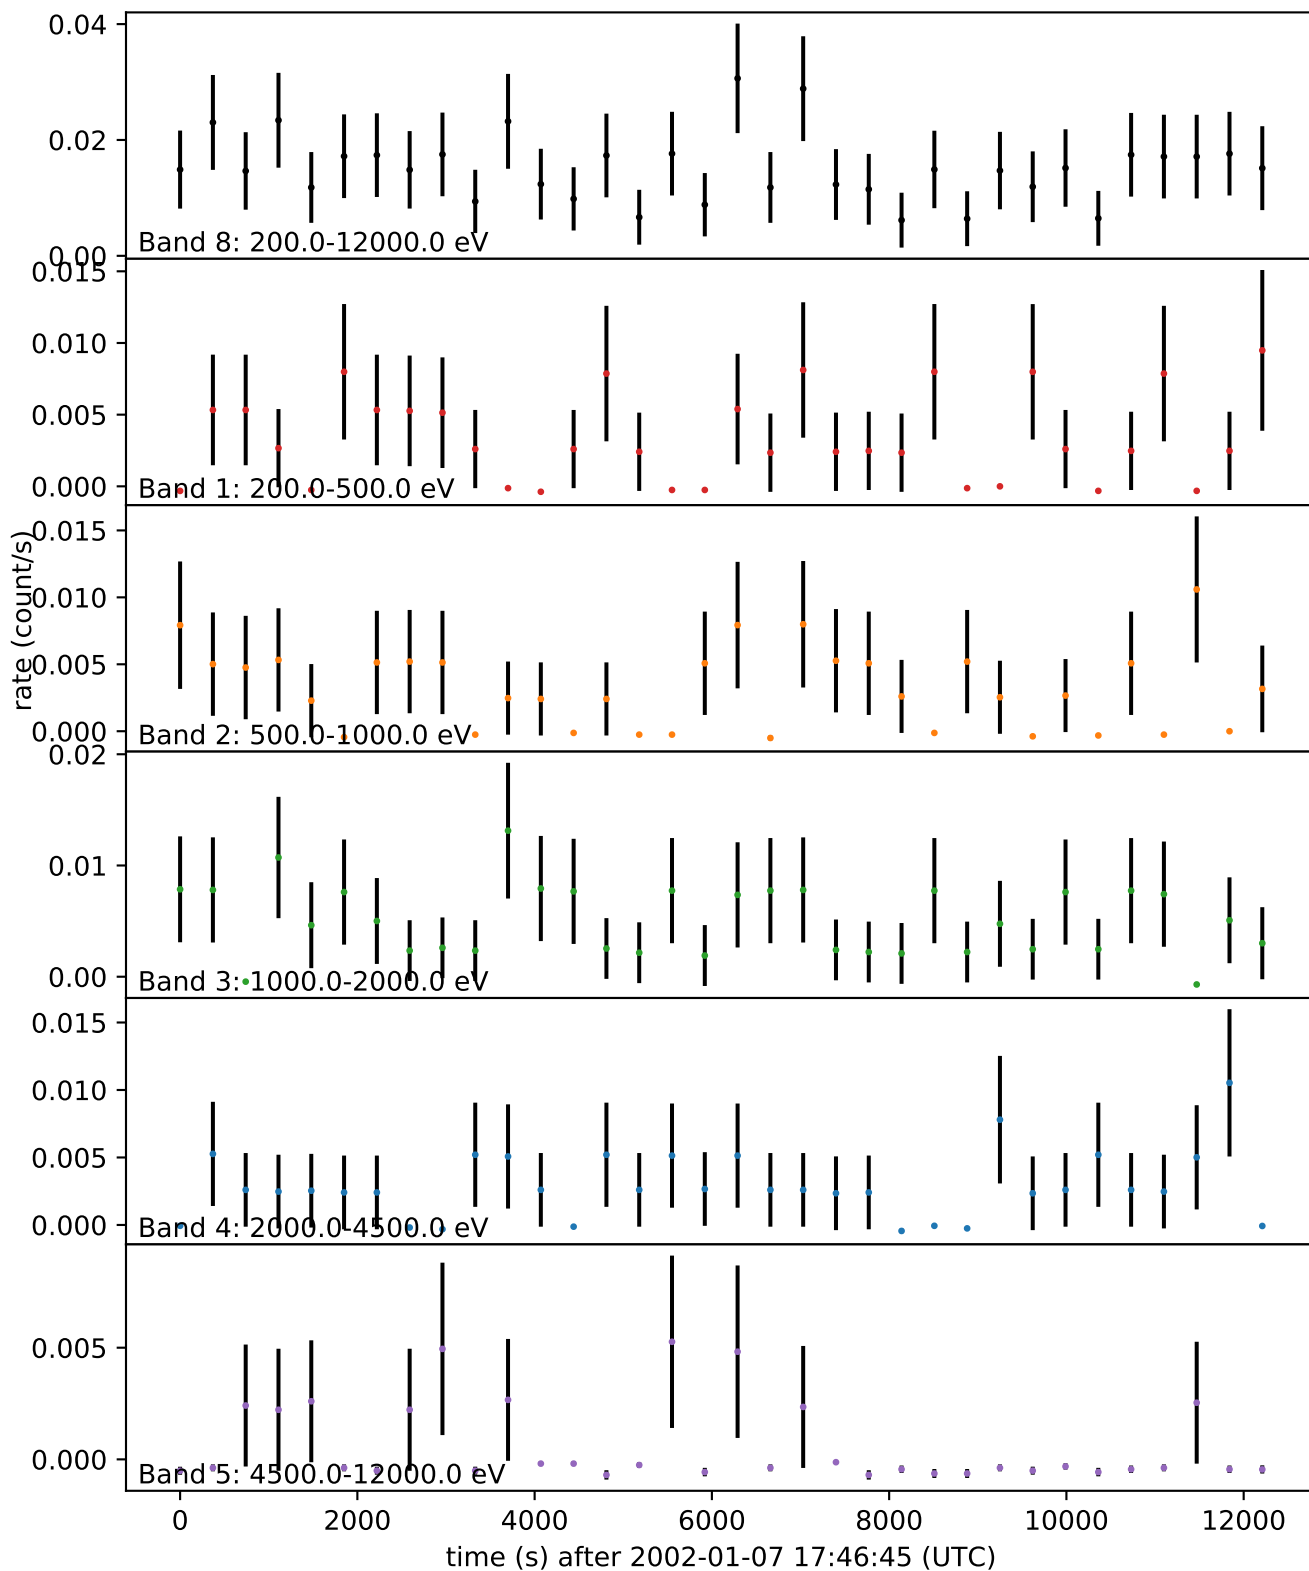 0.04
0.02
0.00
Band 8: 200.0-12000.0 eV
0.015
0.010
0.005
0.000
Band 1: 200.0-500.0 eV
rate (count/s)
0.015
0.010
0.005
0.000
Band 2: 500.0-1000.0 eV
0.02
0.01
0.00
Band 3: 1000.0-2000.0 eV
0.015
0.010
0.005
0.000
Band 4: 2000.0-4500.0 eV
0.005
0.000
Band 5: 4500.0-12000.0 eV
0 2000 4000 6000 8000 10000 12000
time (s) after 2002-01-07 17:46:45 (UTC)